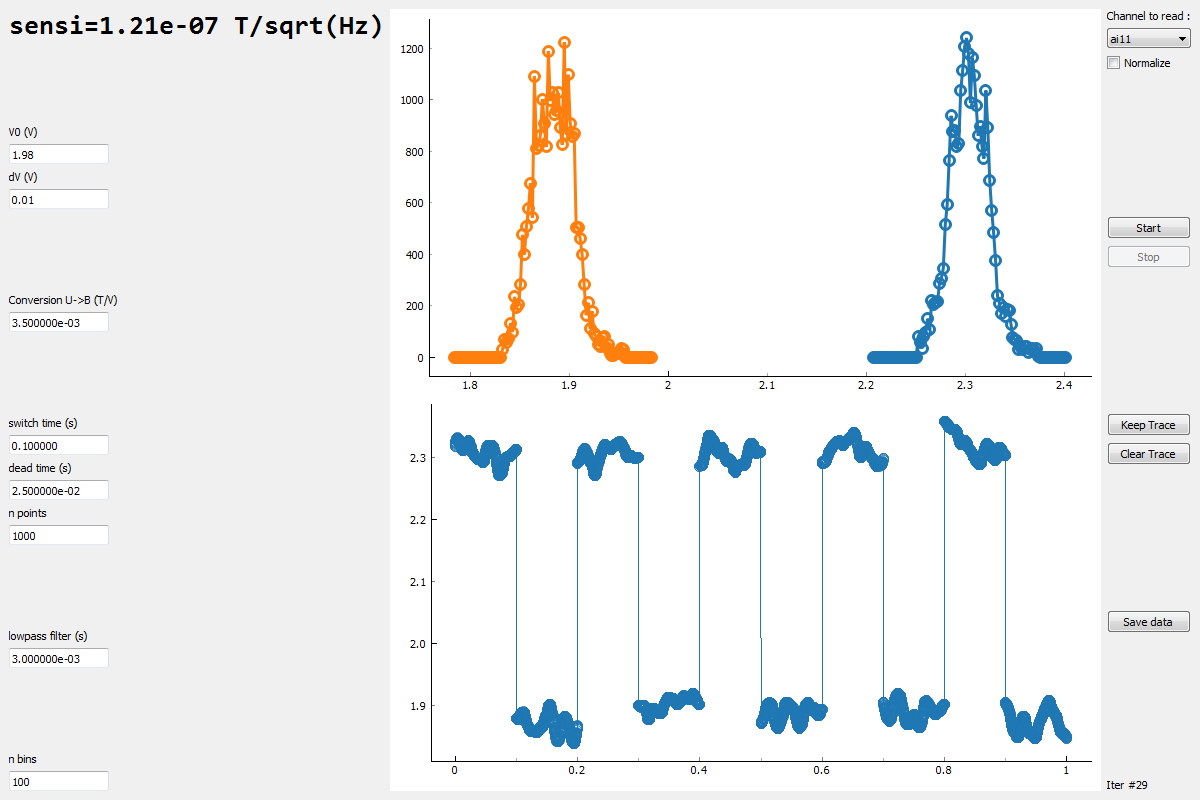 sensi=1.21e-07 T/sqrt(Hz)
V0 (V)
1.98
dV (V)
0.01
Conversion U->B (T/V)
3.500000e-03
switch time (s)
0.100000
dead time (s)
2.500000e-02
n points
1000
lowpass filter (s)
3.000000e-03
n bins
100
1200
1000
800
600
400
200
0
1.8 1.9 2 2.1 2.2 2.3 2.4
2.3
2.2
2.1
2.0
1.9
0 0.2 0.4 0.6 0.8 1
Channel to read :
ai11
Normalize
Start
Stop
Keep Trace
Clear Trace
Save data
Iter #29